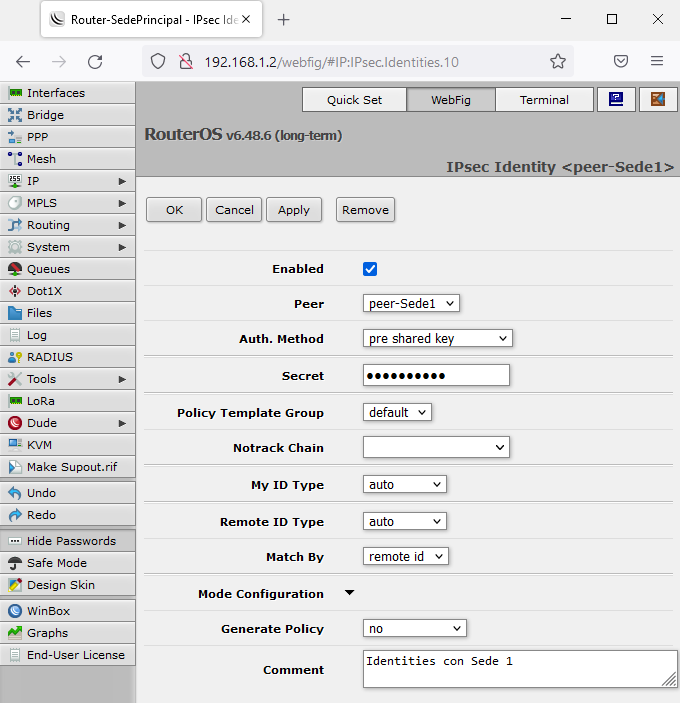 Router-SedePrincipal - IPsec Ide
192.168.1.2/webfig/#IP:IPsec.Identities.10
Interfaces
Bridge
PPP
Mesh
IP
MPLS
Routing
System
Queues
Dot1X
Files
Log
RADIUS
Tools
LoRa
Dude
KVM
Make Supout.rif
Undo
Redo
Hide Passwords
Safe Mode
Design Skin
WinBox
Graphs
End-User License
Quick Set WebFig Terminal
RouterOS v6.48.6 (long-term)
IPsec Identity <peer-Sede1>
OK Cancel Apply Remove
Enabled
Peer peer-Sede1
Auth. Method pre shared key
Secret ●●●●●●●●●●
Policy Template Group default
Notrack Chain
My ID Type auto
Remote ID Type auto
Match By remote id
Mode Configuration
Generate Policy no
Comment Identities con Sede 1